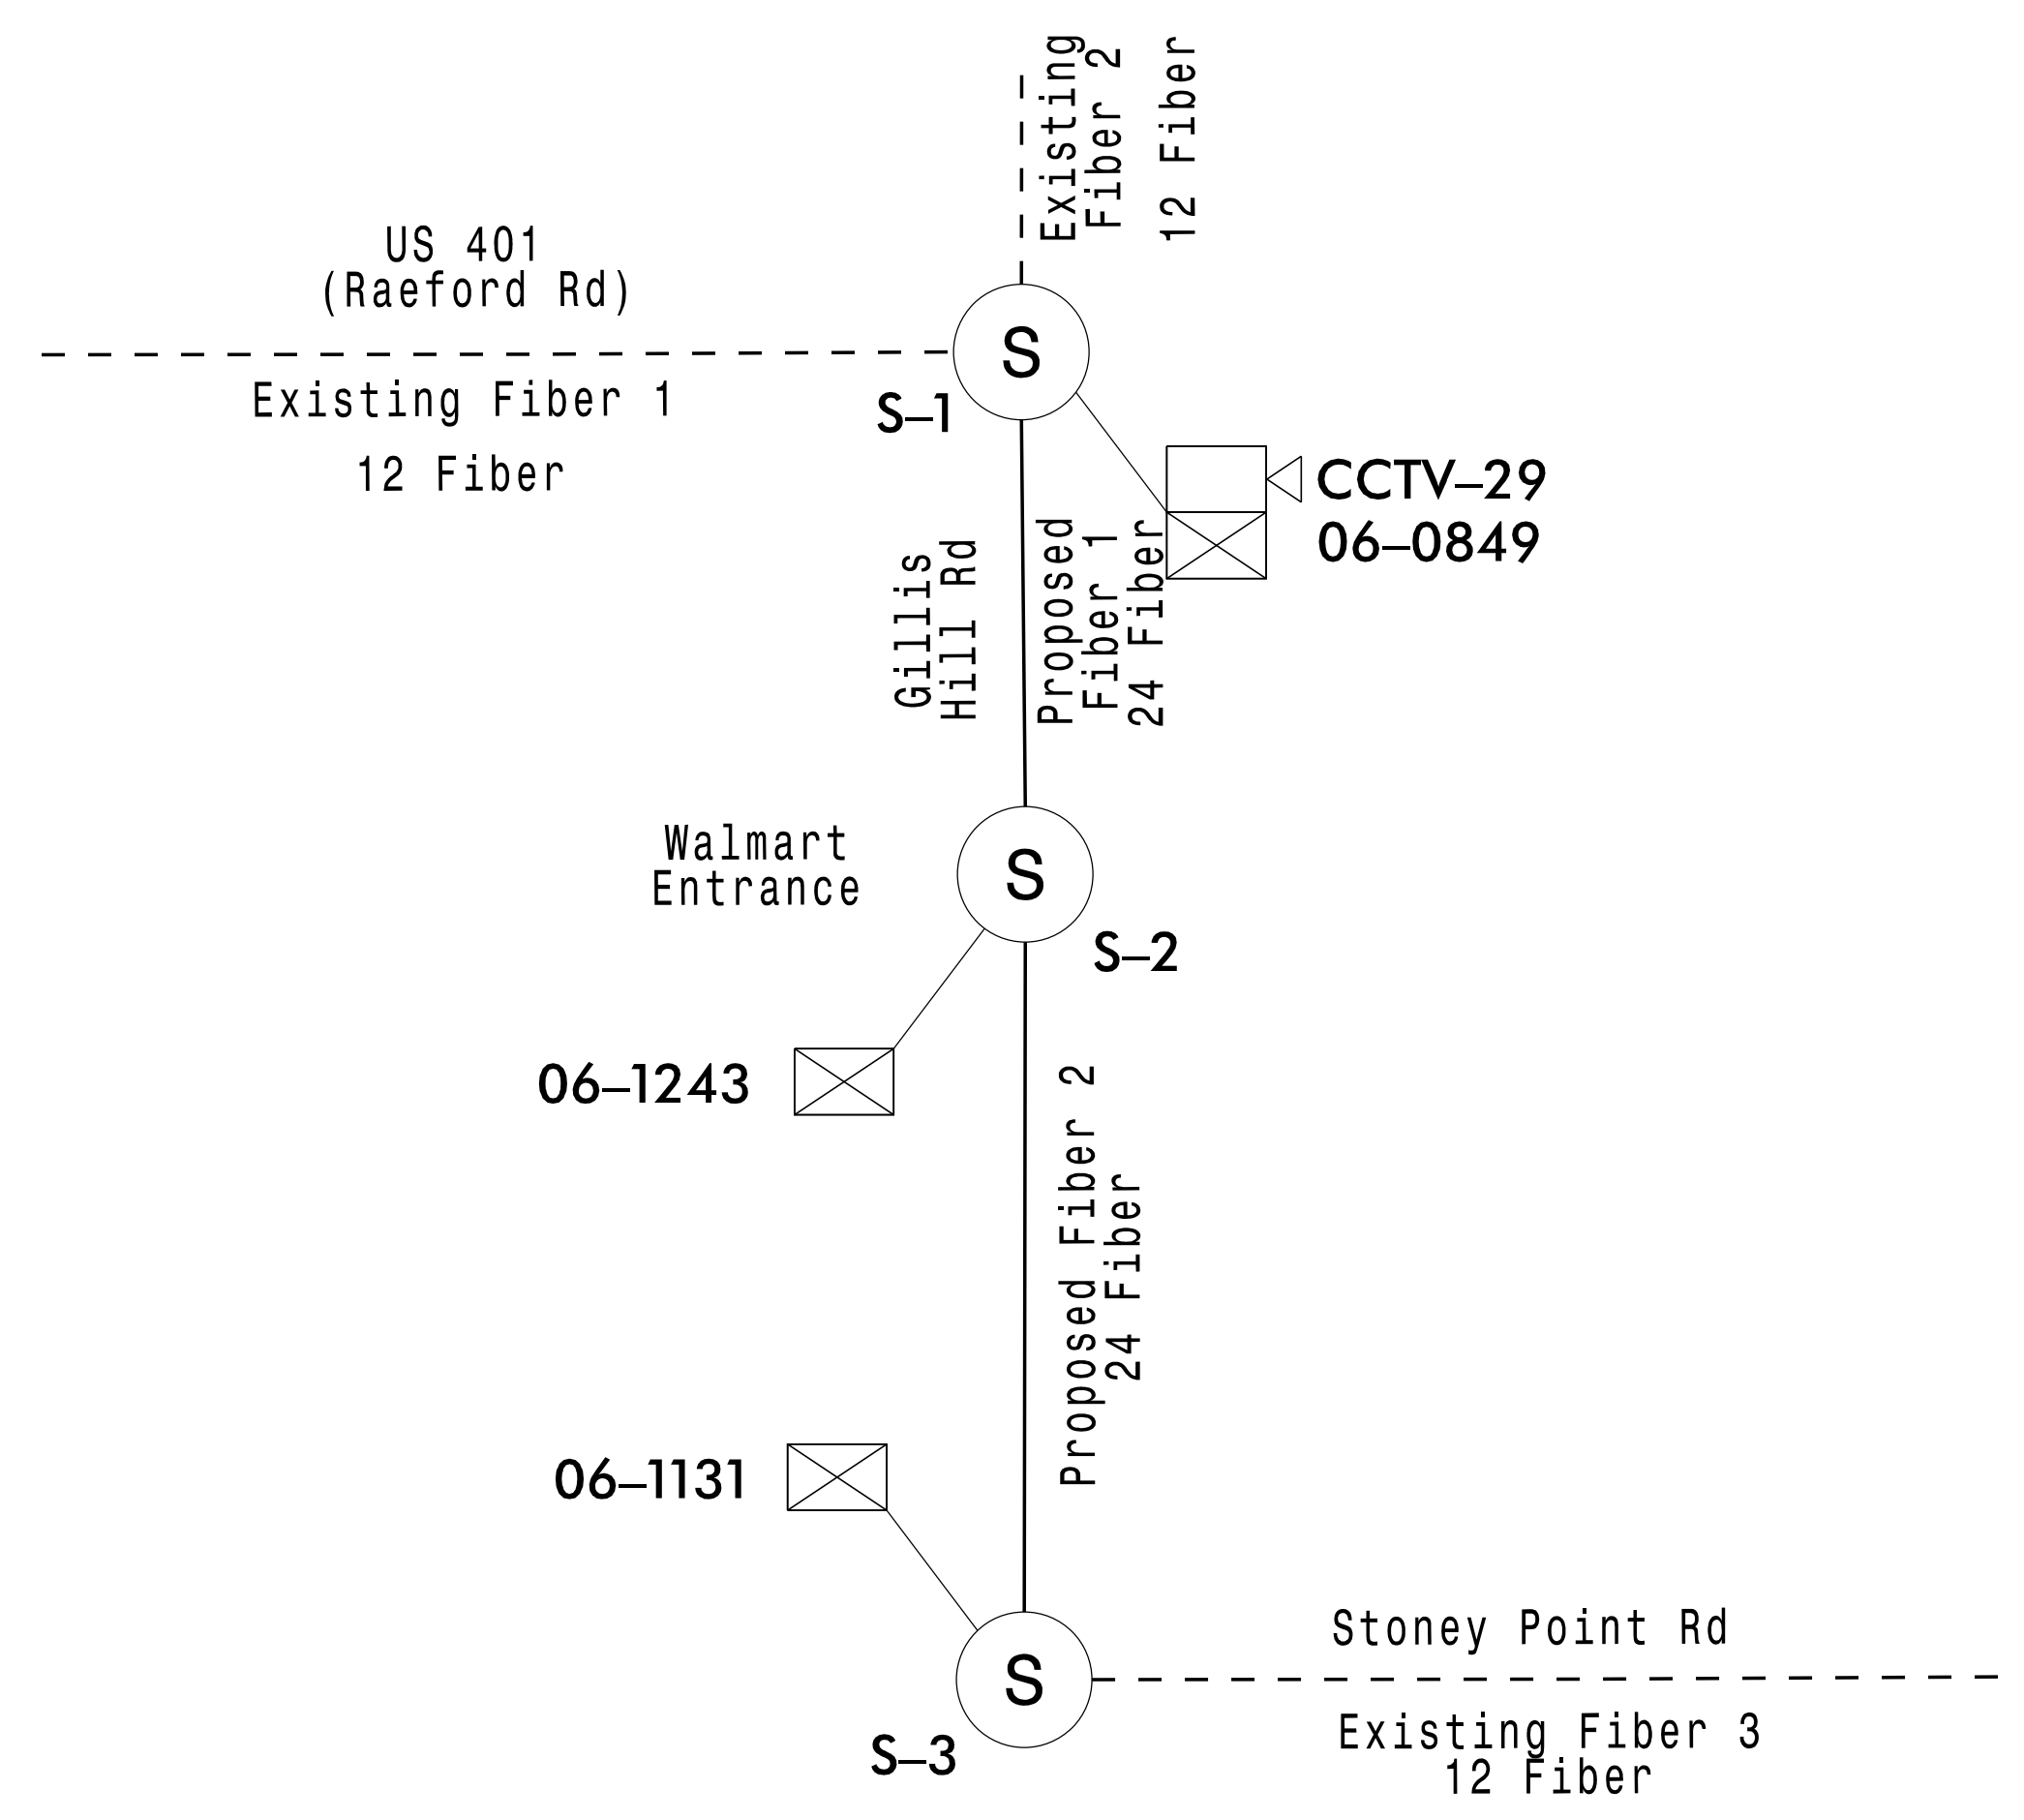 Existing
Fiber 2
12 Fiber
US 401
(Raeford Rd)
Existing Fiber 1
12 Fiber
S
S–1
CCTV–29
06–0849
Gillis
Hill Rd
Proposed
Fiber 1
24 Fiber
Walmart
Entrance
S
S–2
06–1243
Proposed Fiber 2
24 Fiber
06–1131
Stoney Point Rd
S
Existing Fiber 3
12 Fiber
S–3